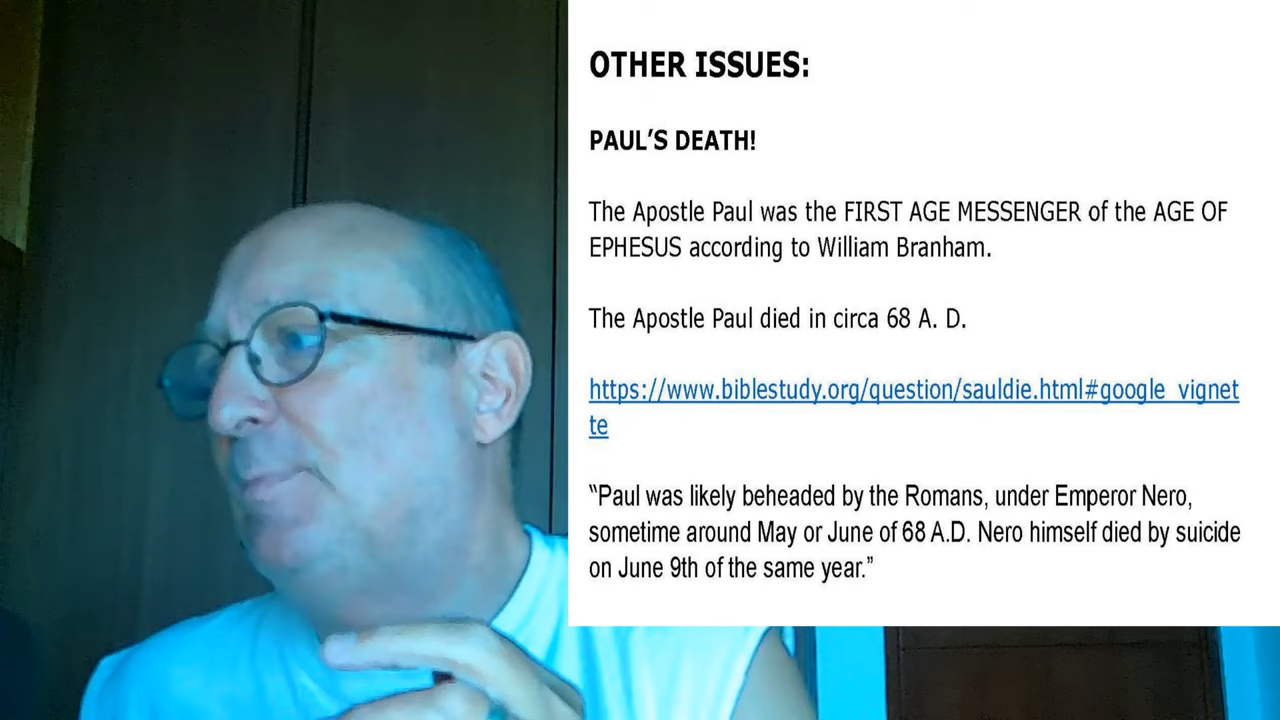 OTHER ISSUES:
PAUL’S DEATH!
The Apostle Paul was the FIRST AGE MESSENGER of the AGE OF
EPHESUS according to William Branham.
The Apostle Paul died in circa 68 A. D.
https://www.biblestudy.org/question/sauldie.html#google_vignet
te
“Paul was likely beheaded by the Romans, under Emperor Nero,
sometime around May or June of 68 A.D. Nero himself died by suicide
on June 9th of the same year.”